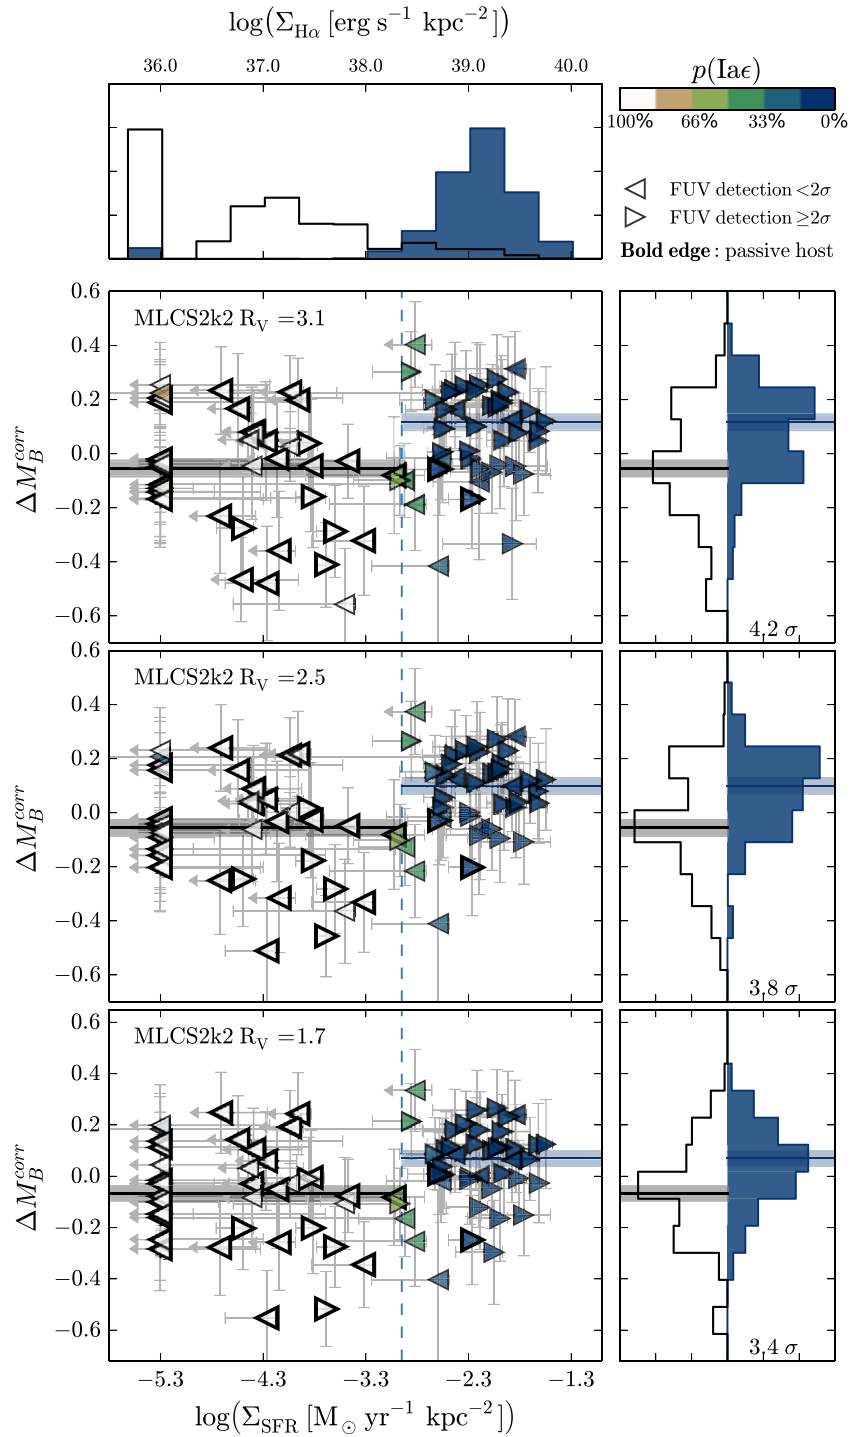 log(Σ_Hα [erg s⁻¹ kpc⁻²])
36.0 37.0 38.0 39.0 40.0
p(Iaϵ)
100% 66% 33% 0%
FUV detection <2σ
FUV detection ≥2σ
Bold edge: passive host
MLCS2k2 R_V =3.1
0.6
0.4
0.2
0.0
−0.2
−0.4
−0.6
ΔM_B^corr
4.2 σ
MLCS2k2 R_V =2.5
0.6
0.4
0.2
0.0
−0.2
−0.4
−0.6
ΔM_B^corr
3.8 σ
MLCS2k2 R_V =1.7
0.6
0.4
0.2
0.0
−0.2
−0.4
−0.6
ΔM_B^corr
3.4 σ
−5.3 −4.3 −3.3 −2.3 −1.3
log(Σ_SFR [M_⊙ yr⁻¹ kpc⁻²])